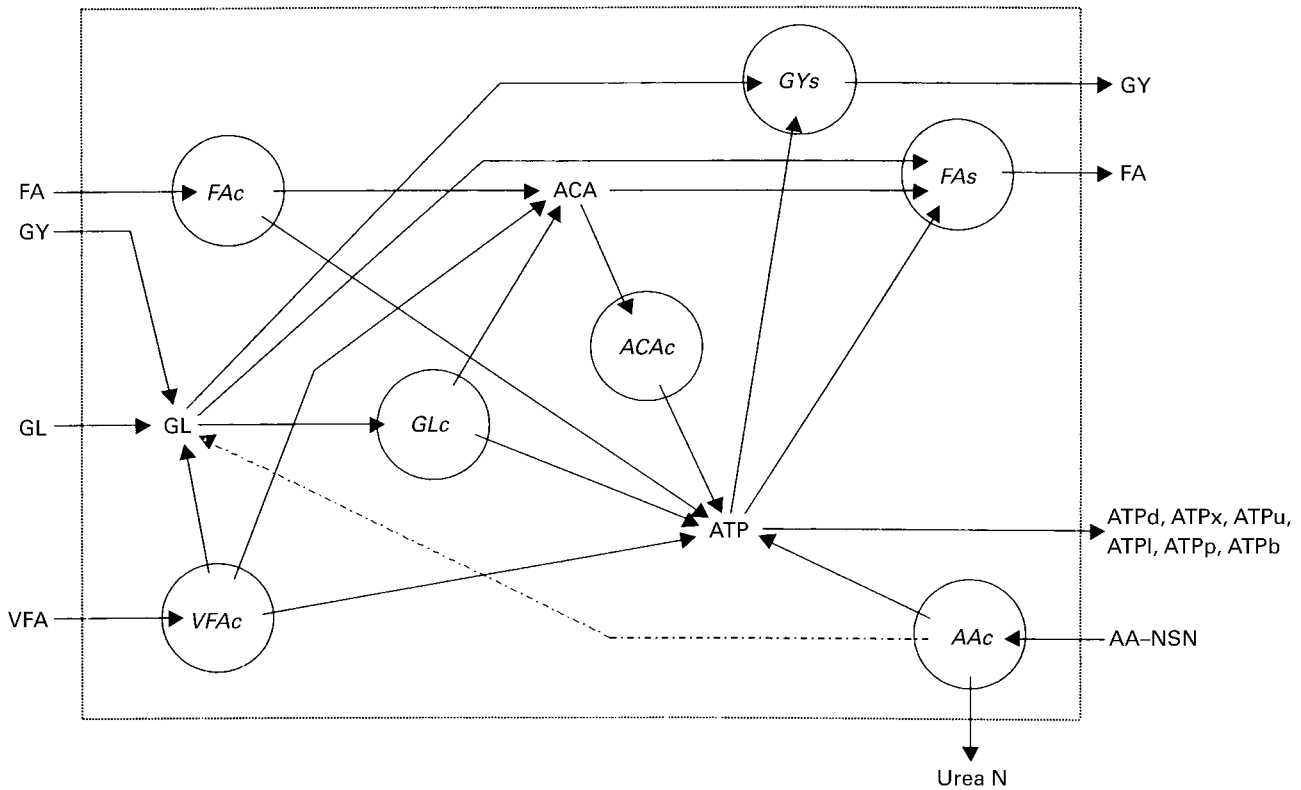 GYs
GY
FAs
FA
FA
FAc
ACA
GY
ACAc
GL
GL
GLc
ATP
ATPd, ATPx, ATPu,
ATPl, ATPp, ATPb
VFA
VFAc
AAc
AA–NSN
Urea N